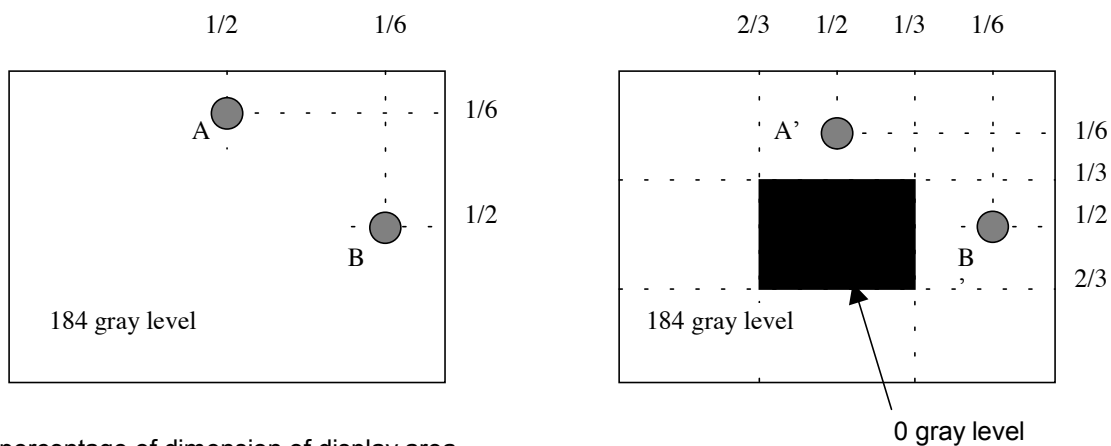 1/2 1/6
A
1/6
1/2
B
184 gray level
2/3 1/2 1/3 1/6
A’ 1/6
1/3
1/2
B
’
2/3
184 gray level
0 gray level
percentage of dimension of display area